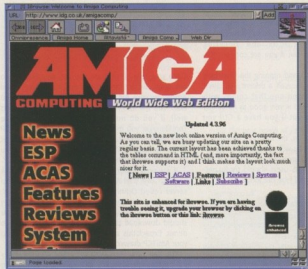 IBrowse: Welcome to Amiga Computing
URL: http://www.idg.co.uk/amigacomp/
Add
AMIGA
COMPUTING World Wide Web Edition
Updated 4.3.96
Welcome to the new look online version of Amiga Computing.
As you can tell, we are busy updating our site on a pretty
regular basis. The current layout has been achieved thanks to
the tables command in HTML (and, more importantly, the fact
that ibrowse supports it) and I think makes the layout look much
nicer for it.
[ News | ESP | ACAS | Features | Reviews | System |
Software | Links | Subscribe ]
This site is enhanced for ibrowse. If you are having
trouble seeing it, upgrade your browser by clicking on
the ibrowse button or this link: ibrowse.
ibrowse
enhanced
News
ESP
ACAS
Features
Reviews
System
Page loaded.